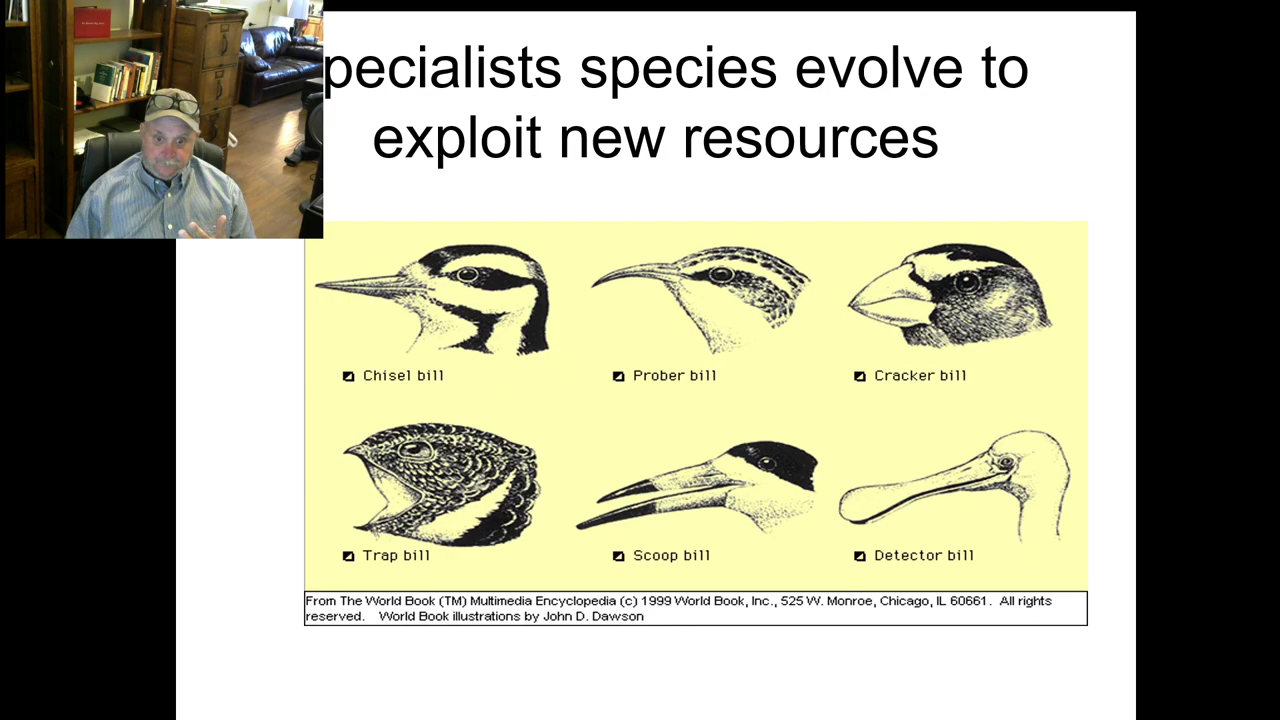 pecialists species evolve to
exploit new resources
Chisel bill
Prober bill
Cracker bill
Trap bill
Scoop bill
Detector bill
From The World Book (TM) Multimedia Encyclopedia (c) 1999 World Book, Inc., 525 W. Monroe, Chicago, IL 60661. All rights
reserved. World Book illustrations by John D. Dawson